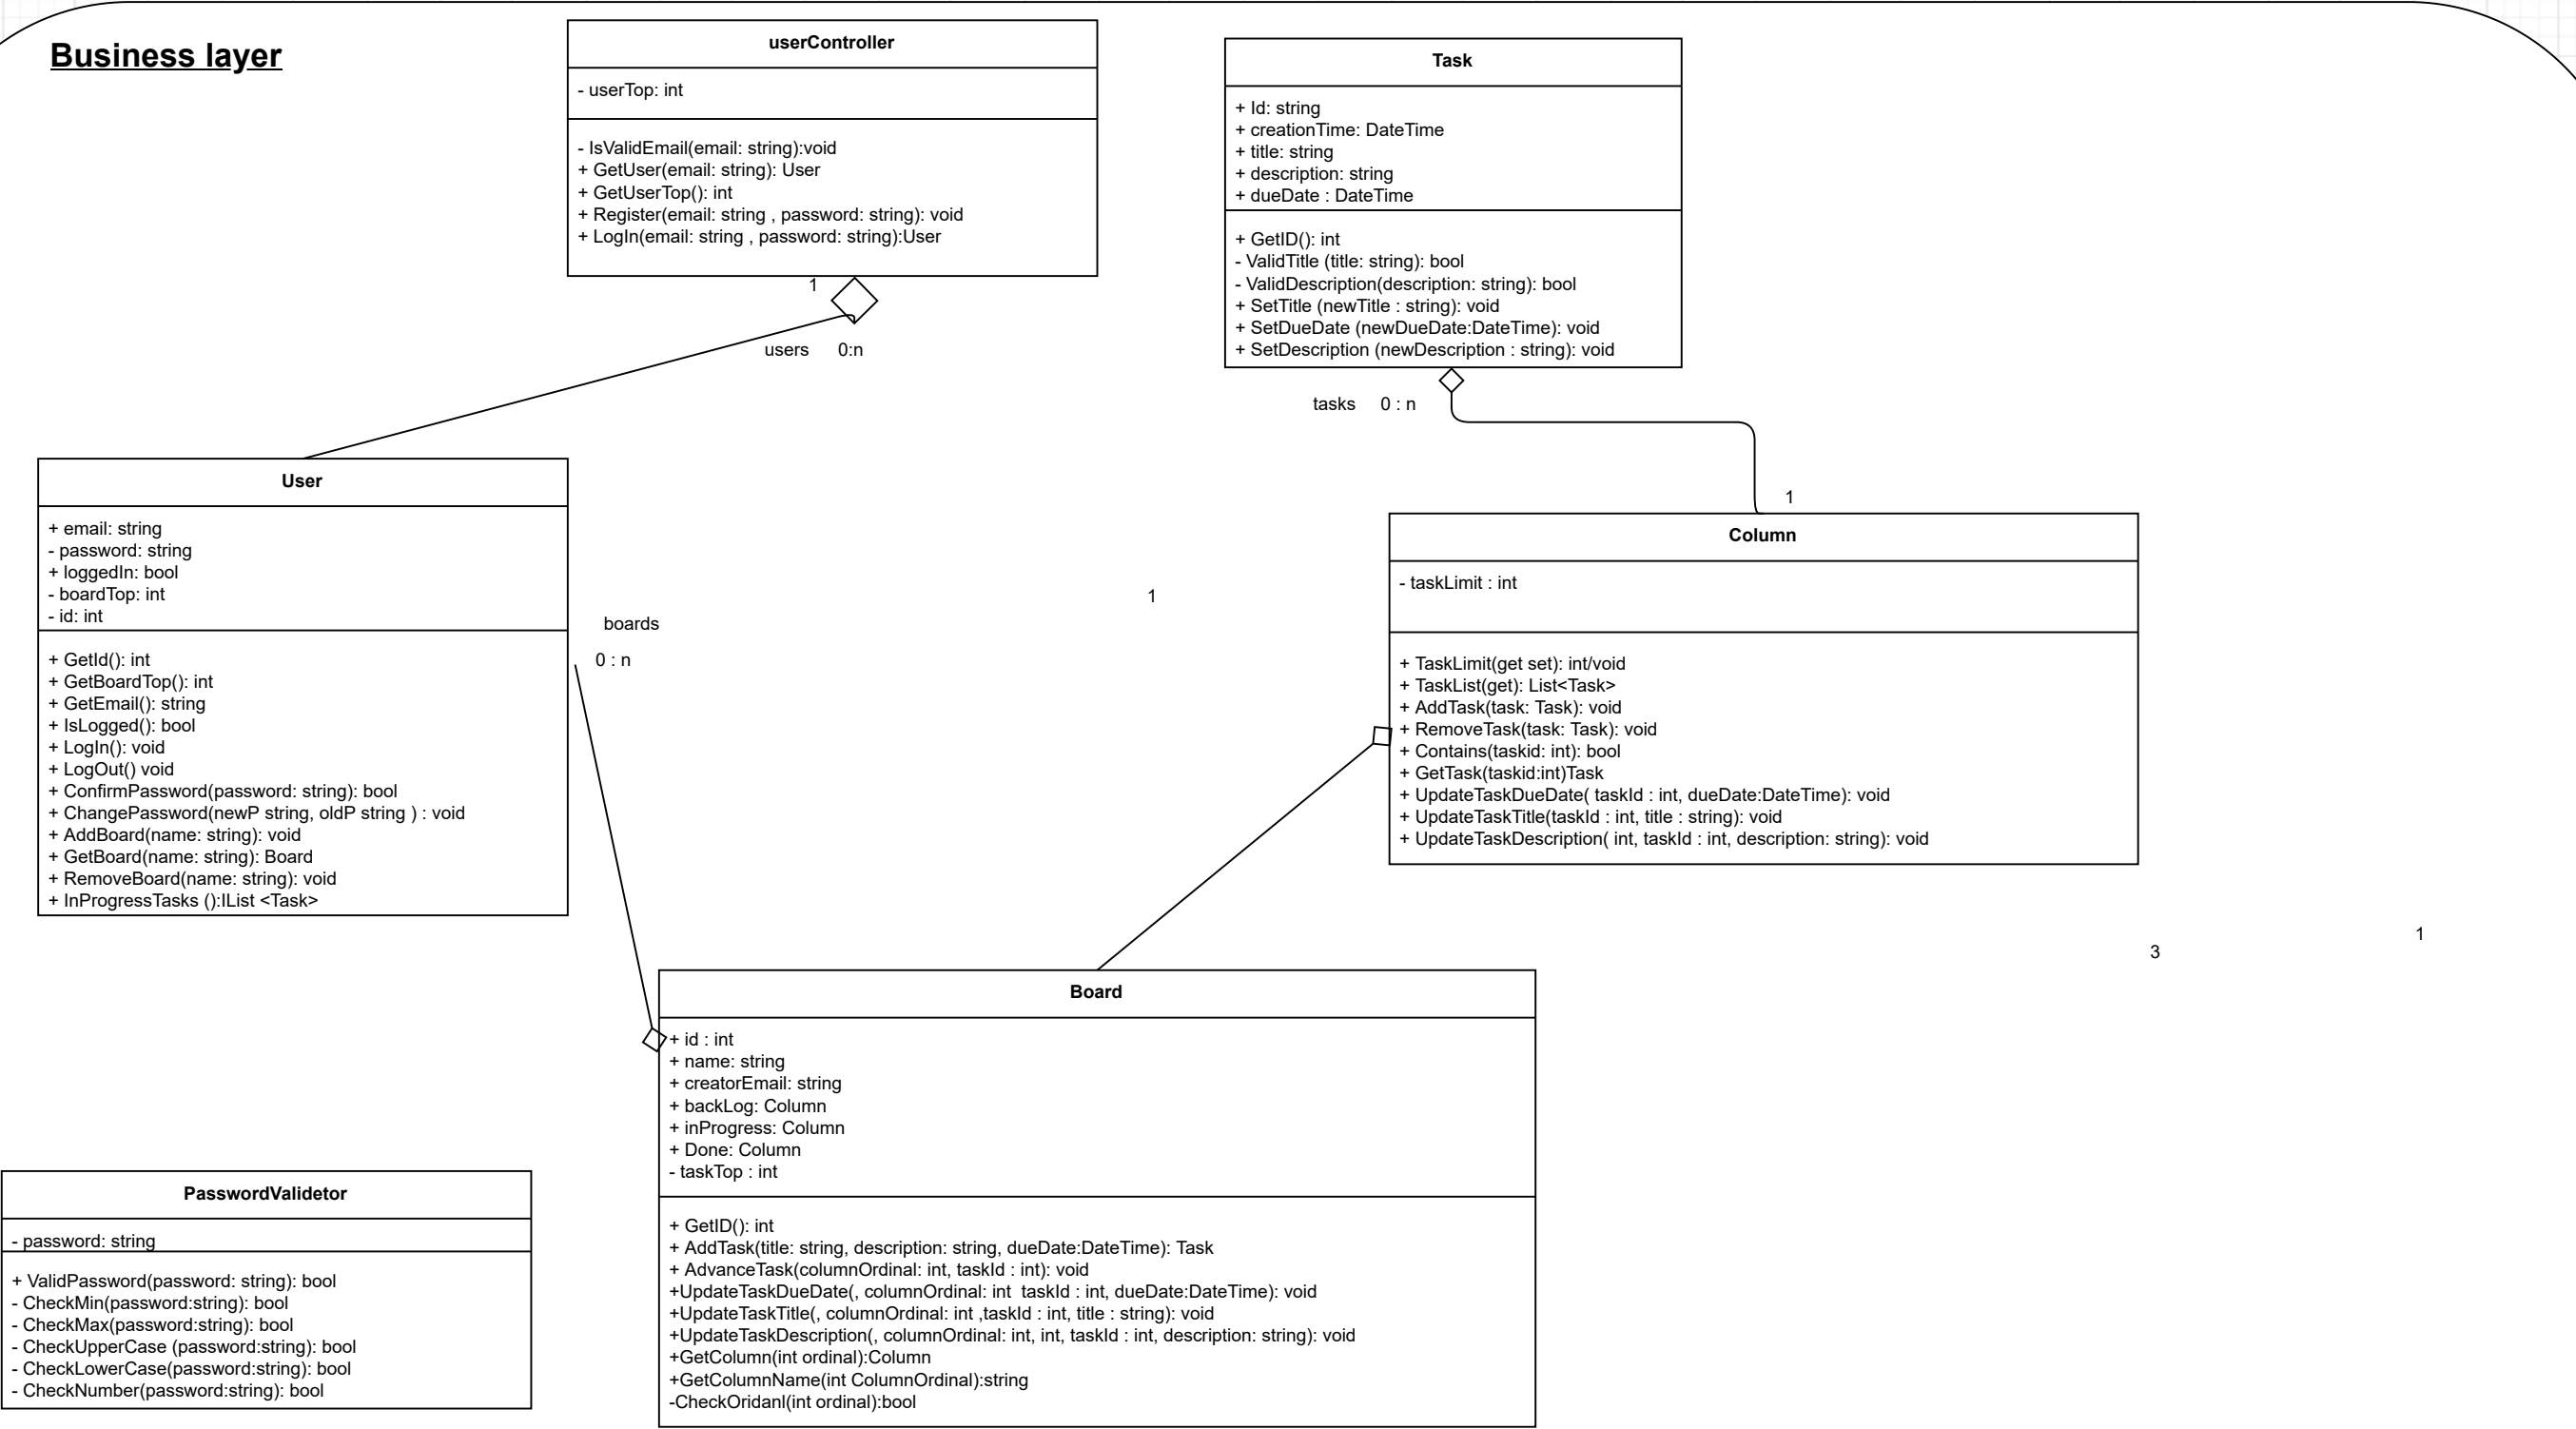 Business layer
userController
- userTop: int
- IsValidEmail(email: string):void
+ GetUser(email: string): User
+ GetUserTop(): int
+ Register(email: string , password: string): void
+ LogIn(email: string , password: string):User
1
users 0:n
Task
+ Id: string
+ creationTime: DateTime
+ title: string
+ description: string
+ dueDate : DateTime
+ GetID(): int
- ValidTitle (title: string): bool
- ValidDescription(description: string): bool
+ SetTitle (newTitle : string): void
+ SetDueDate (newDueDate:DateTime): void
+ SetDescription (newDescription : string): void
tasks 0 : n
1
User
+ email: string
- password: string
+ loggedIn: bool
- boardTop: int
- id: int
+ GetId(): int
+ GetBoardTop(): int
+ GetEmail(): string
+ IsLogged(): bool
+ LogIn(): void
+ LogOut() void
+ ConfirmPassword(password: string): bool
+ ChangePassword(newP string, oldP string ) : void
+ AddBoard(name: string): void
+ GetBoard(name: string): Board
+ RemoveBoard(name: string): void
+ InProgressTasks ():IList <Task>
boards
0 : n
1
Column
- taskLimit : int
+ TaskLimit(get set): int/void
+ TaskList(get): List<Task>
+ AddTask(task: Task): void
+ RemoveTask(task: Task): void
+ Contains(taskid: int): bool
+ GetTask(taskid:int)Task
+ UpdateTaskDueDate( taskId : int, dueDate:DateTime): void
+ UpdateTaskTitle(taskId : int, title : string): void
+ UpdateTaskDescription( int, taskId : int, description: string): void
1
3
Board
+ id : int
+ name: string
+ creatorEmail: string
+ backLog: Column
+ inProgress: Column
+ Done: Column
- taskTop : int
+ GetID(): int
+ AddTask(title: string, description: string, dueDate:DateTime): Task
+ AdvanceTask(columnOrdinal: int, taskId : int): void
+UpdateTaskDueDate(, columnOrdinal: int  taskId : int, dueDate:DateTime): void
+UpdateTaskTitle(, columnOrdinal: int ,taskId : int, title : string): void
+UpdateTaskDescription(, columnOrdinal: int, int, taskId : int, description: string): void
+GetColumn(int ordinal):Column
+GetColumnName(int ColumnOrdinal):string
-CheckOridanl(int ordinal):bool
PasswordValidetor
- password: string
+ ValidPassword(password: string): bool
- CheckMin(password:string): bool
- CheckMax(password:string): bool
- CheckUpperCase (password:string): bool
- CheckLowerCase(password:string): bool
- CheckNumber(password:string): bool